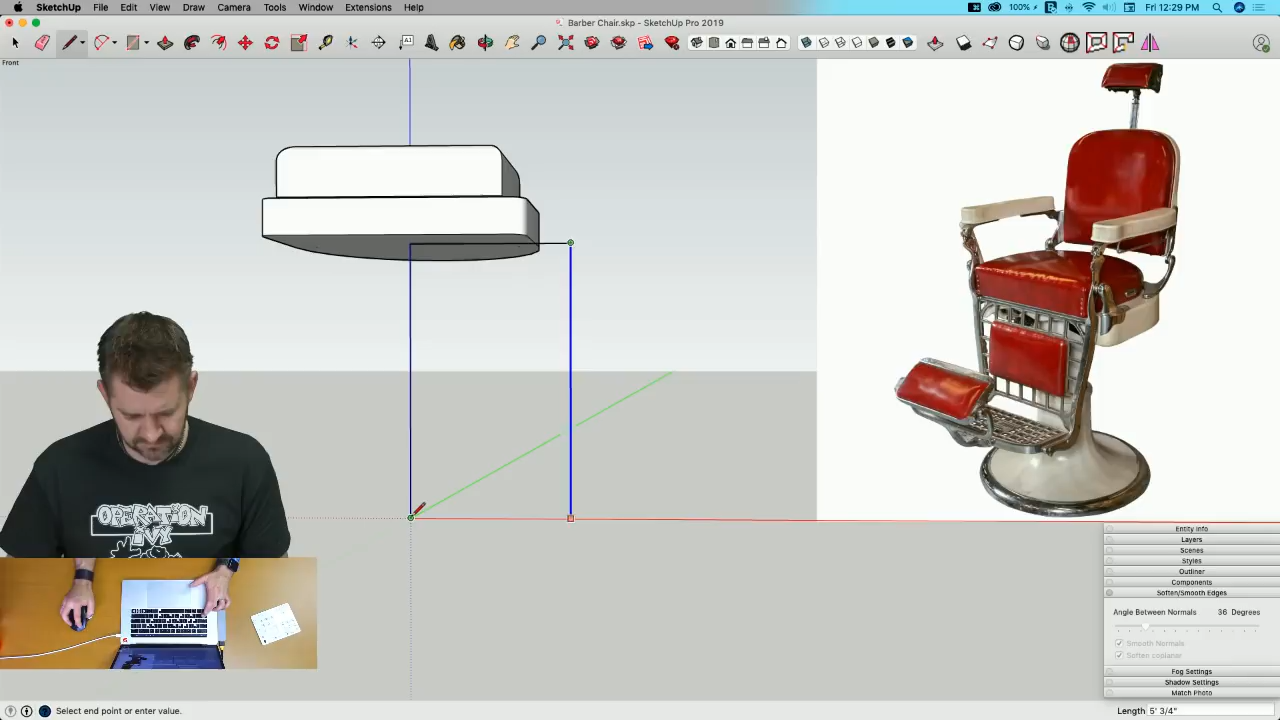 SketchUp File Edit View Draw Camera Tools Window Extensions Help
100% Fri 12:29 PM
Barber Chair.skp - SketchUp Pro 2019
Front
OPERATION
IVY
Entity Info
Layers
Scenes
Styles
Outliner
Components
Soften/Smooth Edges
Angle Between Normals 36 Degrees
Smooth Normals
Soften coplanar
Fog Settings
Shadow Settings
Match Photo
Select end point or enter value.
Length 5' 3/4"